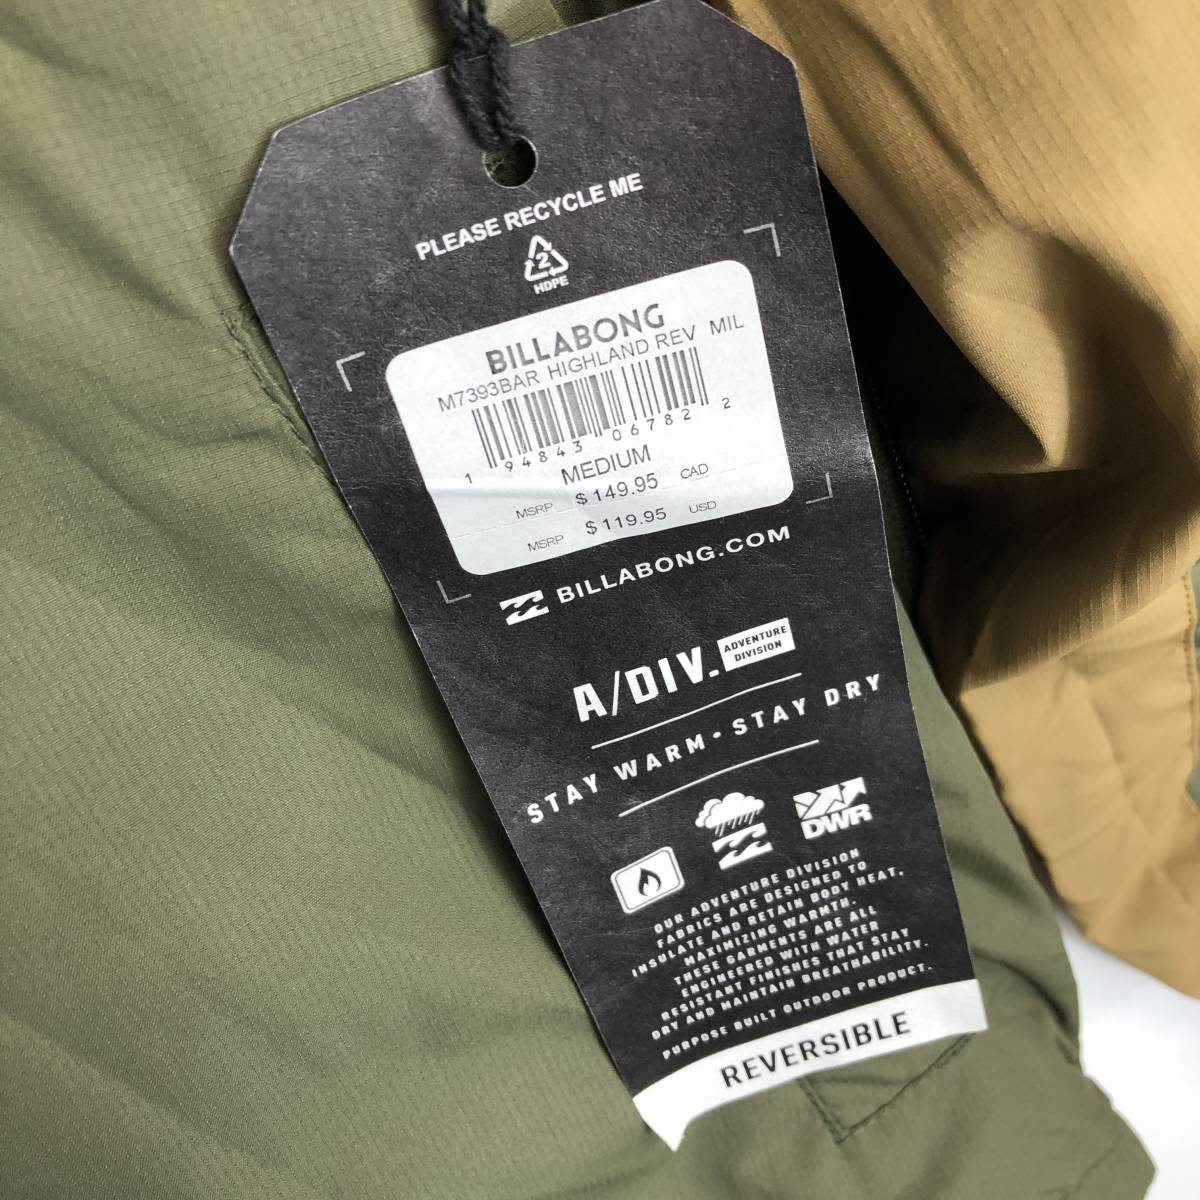 PLEASE RECYCLE ME
2
HDPE
BILLABONG
M7393BAR HIGHLAND REV MIL
1 94843 06782 2
MEDIUM
MSRP $149.95 CAD
MSRP $119.95 USD
BILLABONG.COM
A/DIV. ADVENTURE DIVISION
STAY WARM • STAY DRY
DWR
OUR ADVENTURE DIVISION
FABRICS ARE DESIGNED TO
INSULATE AND RETAIN BODY HEAT,
MAXIMIZING WARMTH.
THESE GARMENTS ARE ALL
ENGINEERED WITH WATER
RESISTANT FINISHES THAT STAY
DRY AND MAINTAIN BREATHABILITY.
PURPOSE BUILT OUTDOOR PRODUCT.
REVERSIBLE